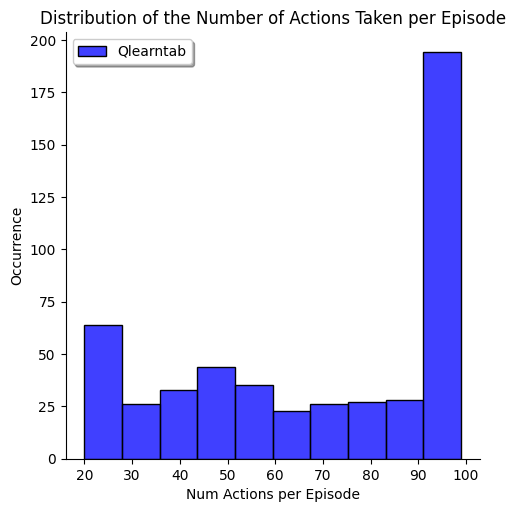 Distribution of the Number of Actions Taken per Episode
Qlearntab
200
175
150
125
100
75
50
25
0
Occurrence
20 30 40 50 60 70 80 90 100
Num Actions per Episode